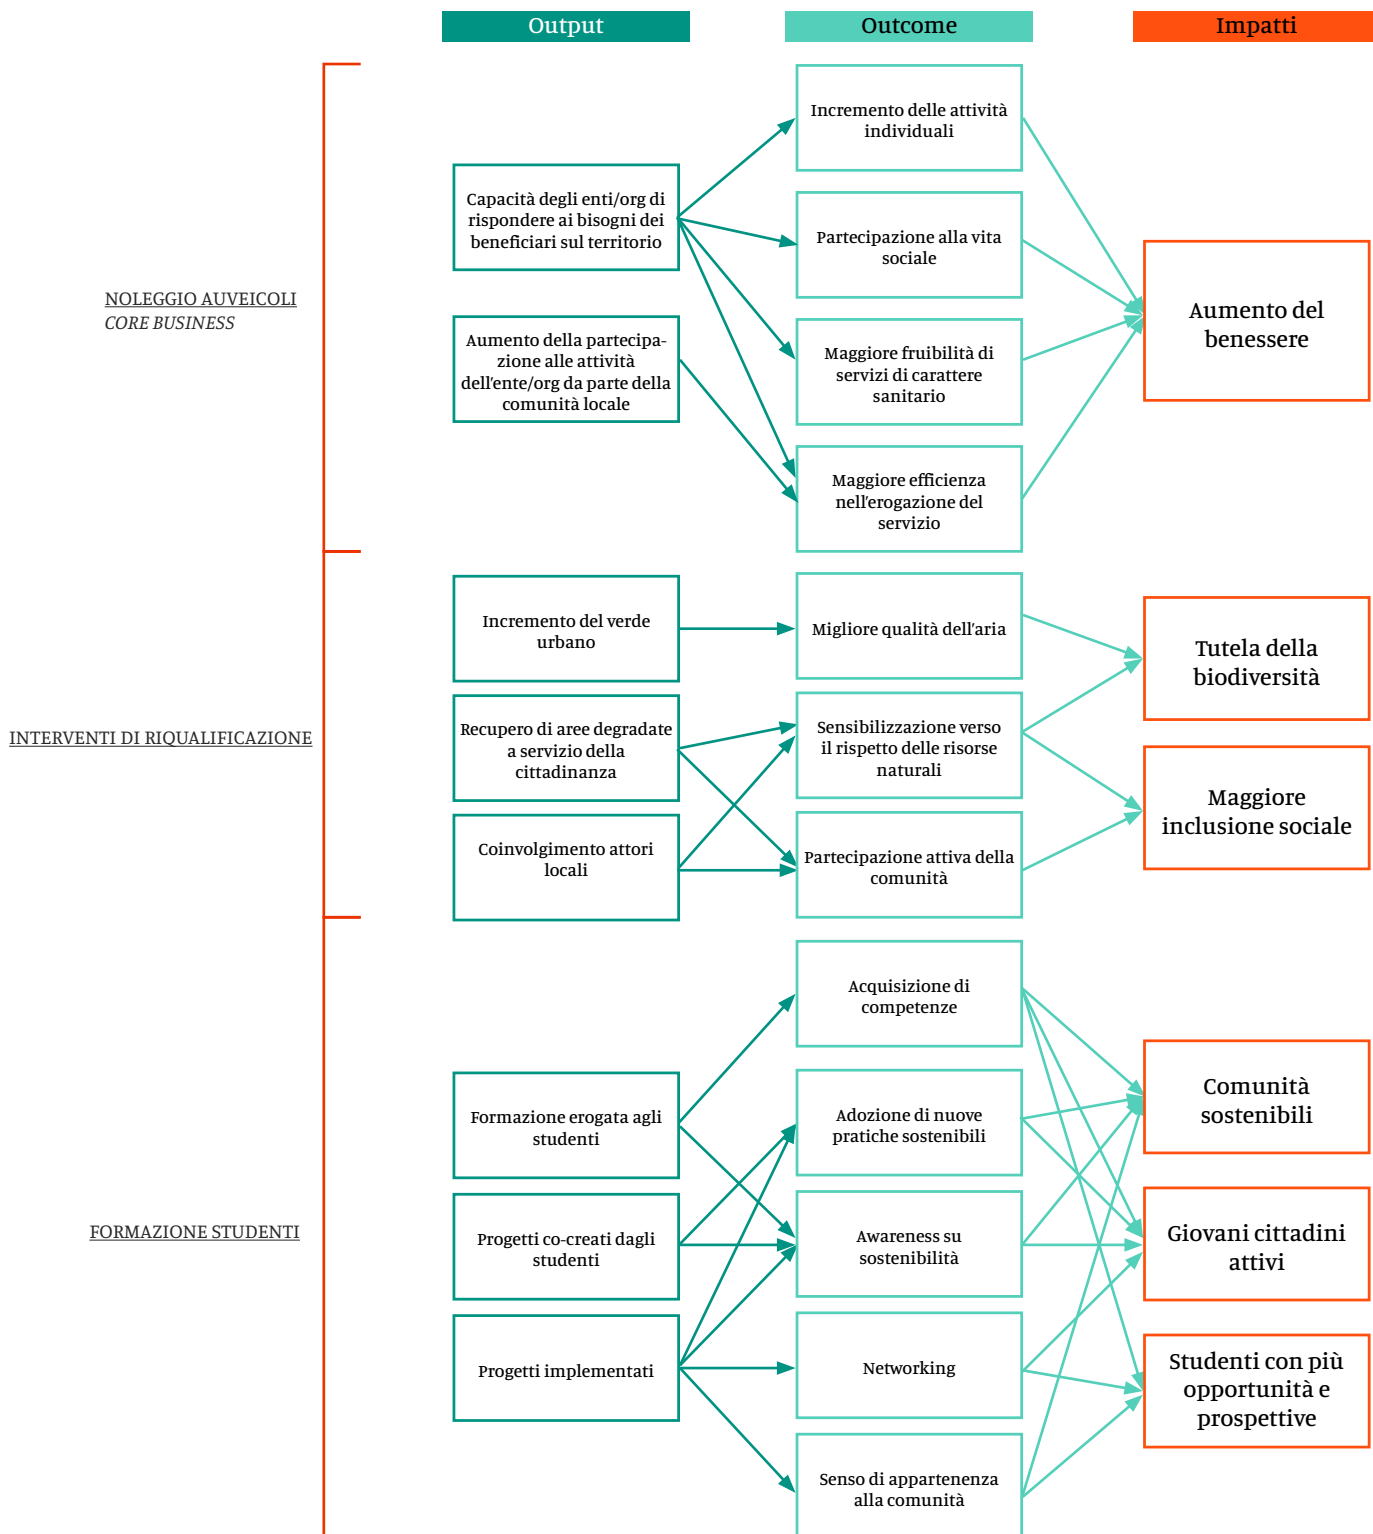 Output
Outcome
Impatti
NOLEGGIO AUVEICOLI
CORE BUSINESS
Capacità degli enti/org di
rispondere ai bisogni dei
beneficiari sul territorio
Aumento della partecipa-
zione alle attività
dell'ente/org da parte della
comunità locale
Incremento delle attività
individuali
Partecipazione alla vita
sociale
Maggiore fruibilità di
servizi di carattere
sanitario
Maggiore efficienza
nell'erogazione del
servizio
Aumento del
benessere
INTERVENTI DI RIQUALIFICAZIONE
Incremento del verde
urbano
Recupero di aree degradate
a servizio della
cittadinanza
Coinvolgimento attori
locali
Migliore qualità dell'aria
Sensibilizzazione verso
il rispetto delle risorse
naturali
Partecipazione attiva della
comunità
Tutela della
biodiversità
Maggiore
inclusione sociale
FORMAZIONE STUDENTI
Formazione erogata agli
studenti
Progetti co-creati dagli
studenti
Progetti implementati
Acquisizione di
competenze
Adozione di nuove
pratiche sostenibili
Awareness su
sostenibilità
Networking
Senso di appartenenza
alla comunità
Comunità
sostenibili
Giovani cittadini
attivi
Studenti con più
opportunità e
prospettive